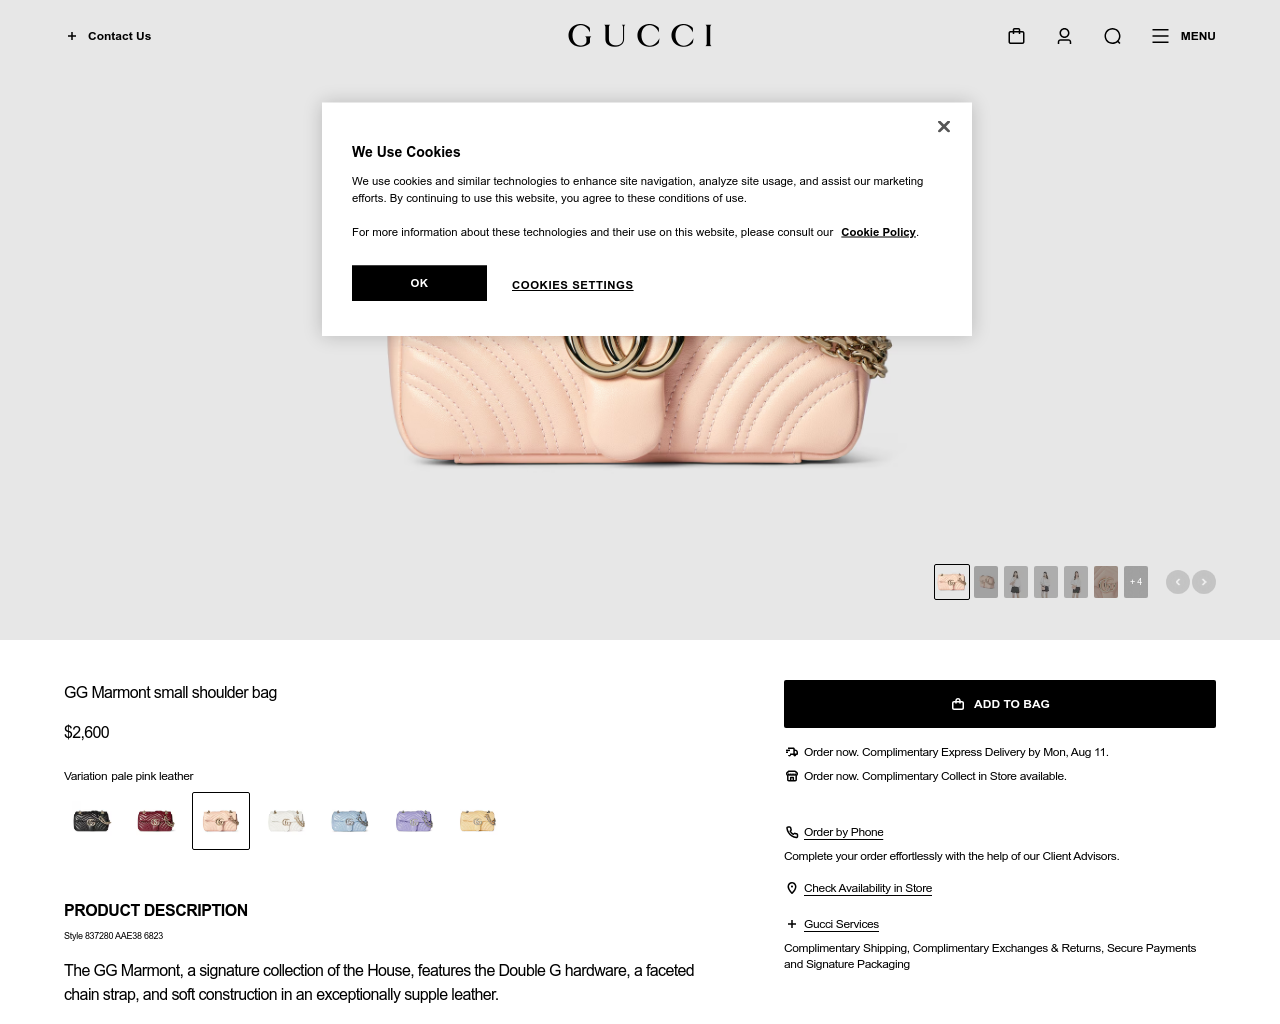 Contact Us
GUCCI
MENU
We Use Cookies
We use cookies and similar technologies to enhance site navigation, analyze site usage, and assist our marketing
efforts. By continuing to use this website, you agree to these conditions of use.
For more information about these technologies and their use on this website, please consult our Cookie Policy.
OK
COOKIES SETTINGS
+ 4
GG Marmont small shoulder bag
$2,600
Variation pale pink leather
PRODUCT DESCRIPTION
Style 837280 AAE38 6823
The GG Marmont, a signature collection of the House, features the Double G hardware, a faceted
chain strap, and soft construction in an exceptionally supple leather.
ADD TO BAG
Order now. Complimentary Express Delivery by Mon, Aug 11.
Order now. Complimentary Collect in Store available.
Order by Phone
Complete your order effortlessly with the help of our Client Advisors.
Check Availability in Store
Gucci Services
Complimentary Shipping, Complimentary Exchanges & Returns, Secure Payments
and Signature Packaging